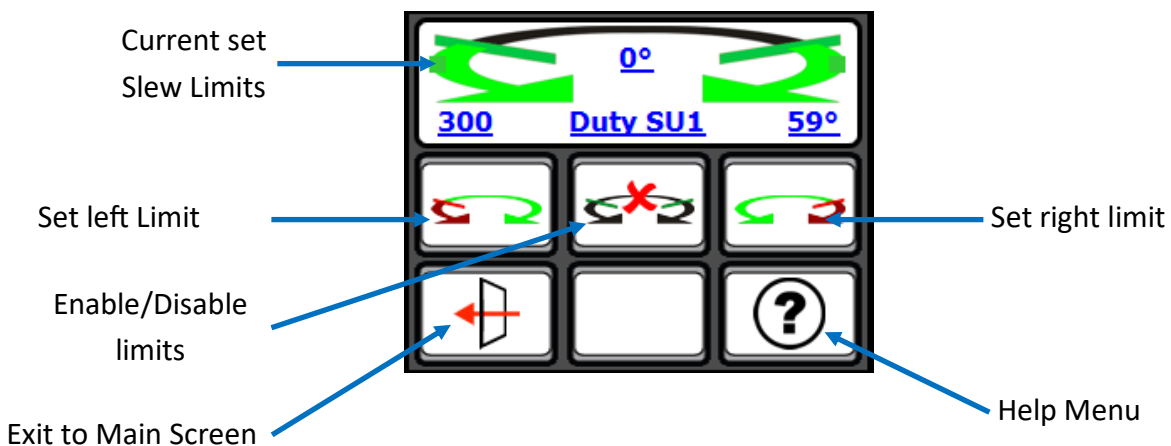 Current set
Slew Limits
0°
300 Duty SU1 59°
Set left Limit
Set right limit
Enable/Disable
limits
?
Exit to Main Screen
Help Menu